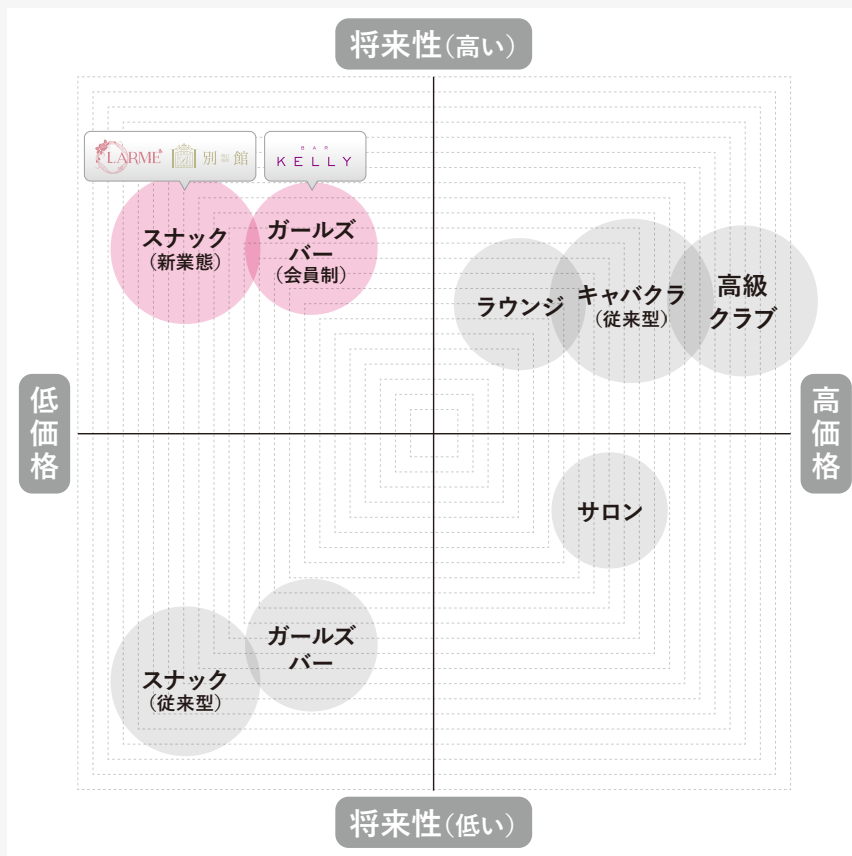 将来性(高い)
LARME 別館
BAR
KELLY
スナック
(新業態)
ガールズ
バー
(会員制)
ラウンジ
キャバクラ
(従来型)
高級
クラブ
低価格
高価格
サロン
ガールズ
バー
スナック
(従来型)
将来性(低い)